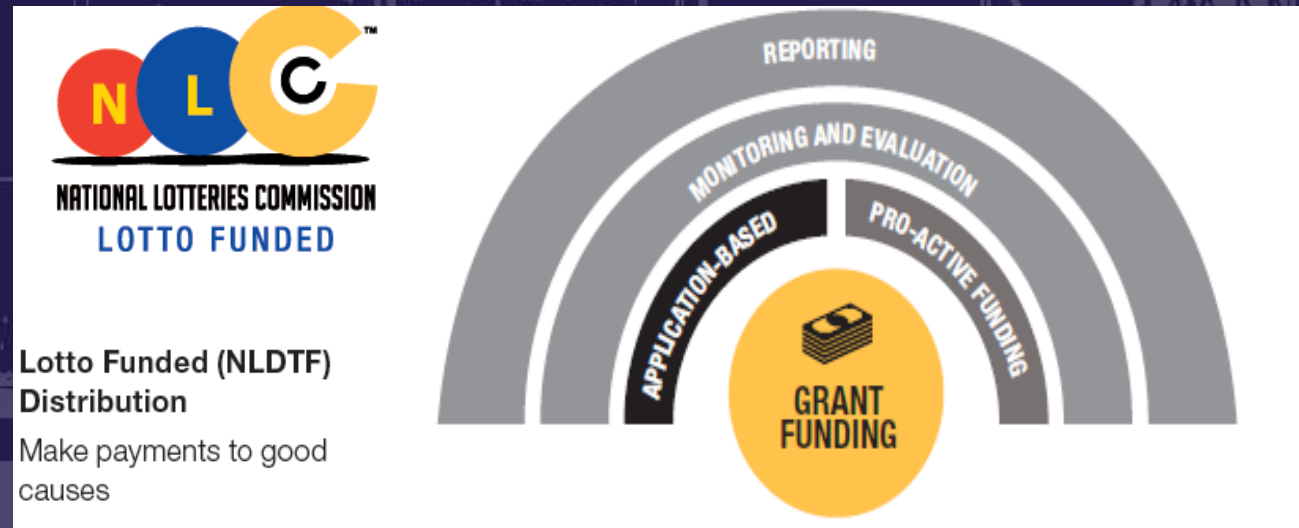 N L C ™
NATIONAL LOTTERIES COMMISSION
LOTTO FUNDED
Lotto Funded (NLDTF)
Distribution
Make payments to good
causes
REPORTING
MONITORING AND EVALUATION
APPLICATION-BASED
PRO-ACTIVE FUNDING
GRANT
FUNDING